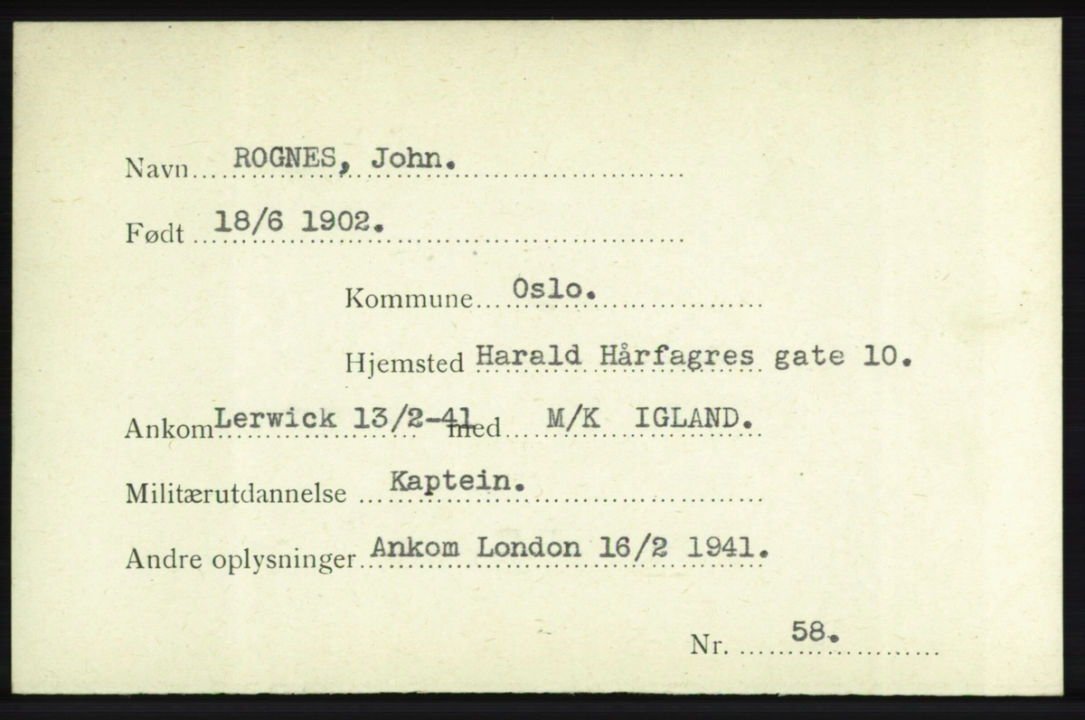 Navn ROGNES, John.
Født 18/6 1902.
Kommune Oslo.
Hjemsted Harald Hårfagres gate 10.
Ankom Lerwick 13/2-41 med M/K IGLAND.
Militærutdannelse Kaptein.
Andre oplysninger Ankom London 16/2 1941.
Nr. 58.